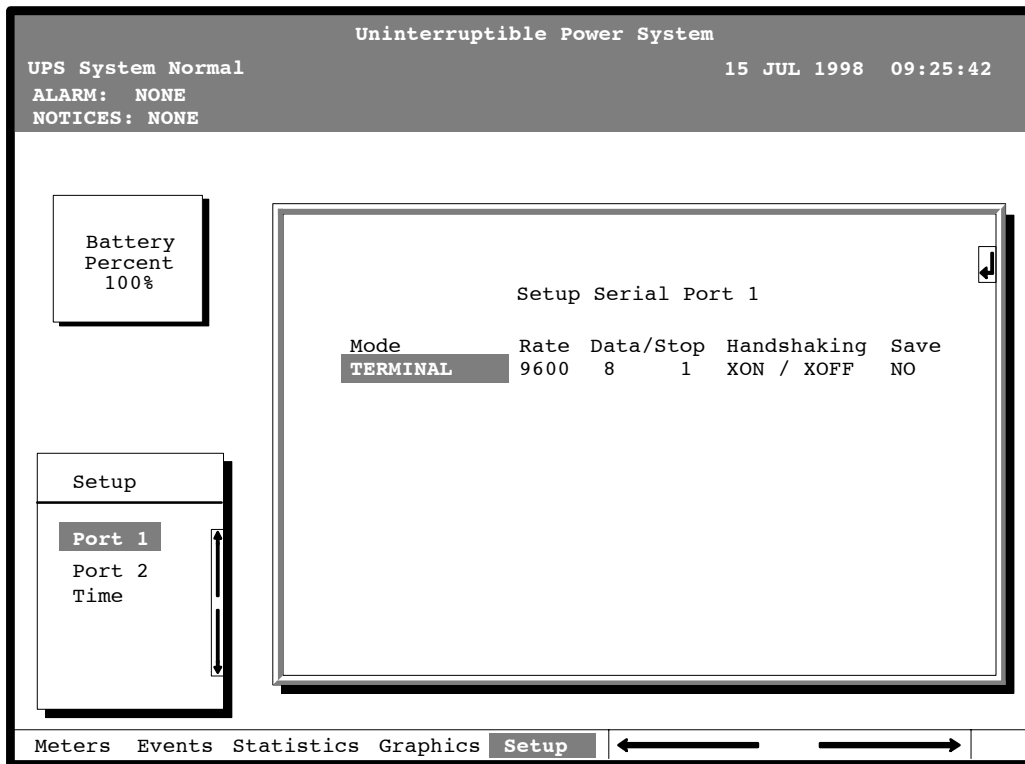 Uninterruptible Power System
UPS System Normal 15 JUL 1998 09:25:42
ALARM: NONE
NOTICES: NONE
Battery
Percent
100%
Setup Serial Port 1
Mode Rate Data/Stop Handshaking Save
TERMINAL 9600 8 1 XON / XOFF NO
Setup
Port 1
Port 2
Time
Meters Events Statistics Graphics Setup